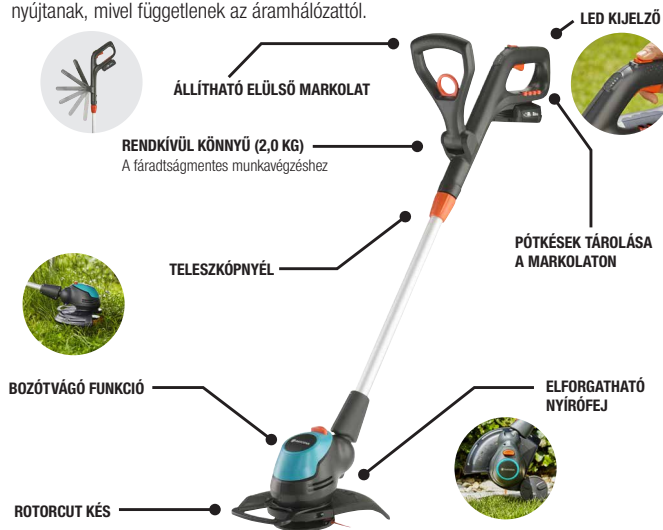 nyújtanak, mivel függetlenek az áramhálózattól.
LED KIJELZŐ
ÁLLÍTHATÓ ELÜLSŐ MARKOLAT
RENDKÍVÜL KÖNNYŰ (2,0 KG)
A fáradtságmentes munkavégzéshez
PÓTKÉSEK TÁROLÁSA
A MARKOLATON
TELESZKÓPNYÉL
BOZÓTVÁGÓ FUNKCIÓ
ELFORGATHATÓ
NYÍRÓFEJ
ROTORCUT KÉS